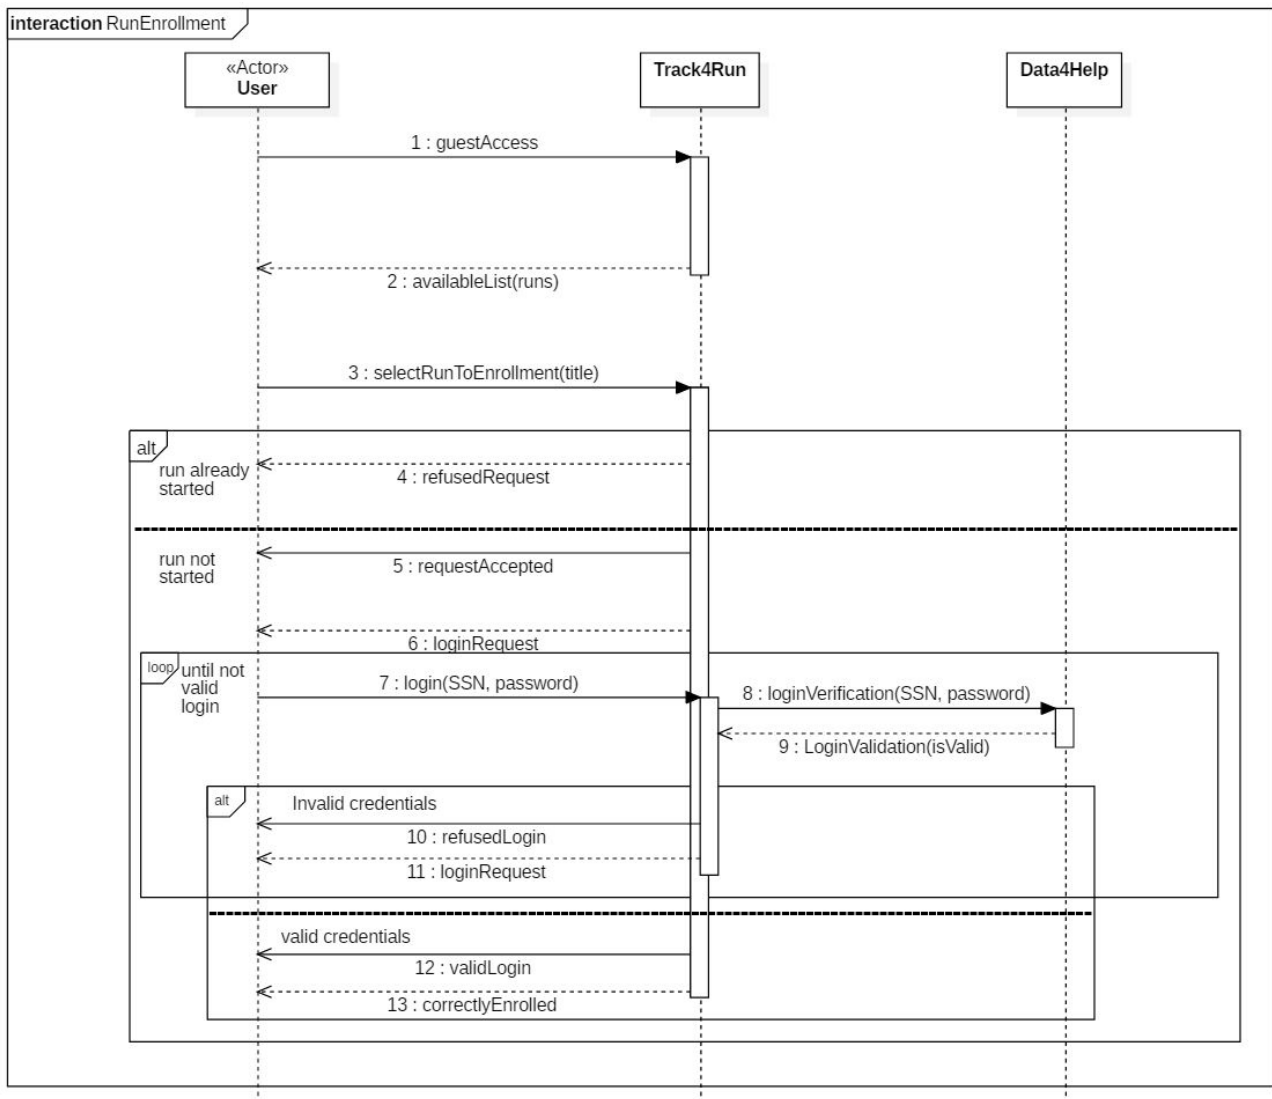 interaction RunEnrollment
«Actor»
User
Track4Run
Data4Help
1 : guestAccess
2 : availableList(runs)
3 : selectRunToEnrollment(title)
alt
run already
started
4 : refusedRequest
run not
started
5 : requestAccepted
6 : loginRequest
loop
until not
valid
login
7 : login(SSN, password)
8 : loginVerification(SSN, password)
9 : LoginValidation(isValid)
alt
Invalid credentials
10 : refusedLogin
11 : loginRequest
valid credentials
12 : validLogin
13 : correctlyEnrolled